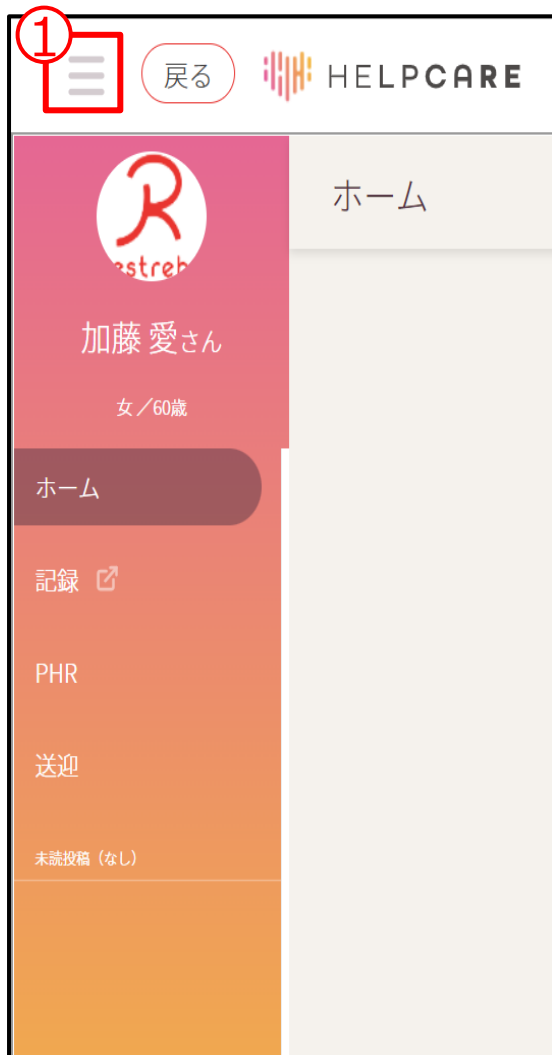 ①
戻る
HELPCARE
ホーム
estreh
加藤 愛さん
女／60歳
ホーム
記録
PHR
送迎
未読投稿（なし）